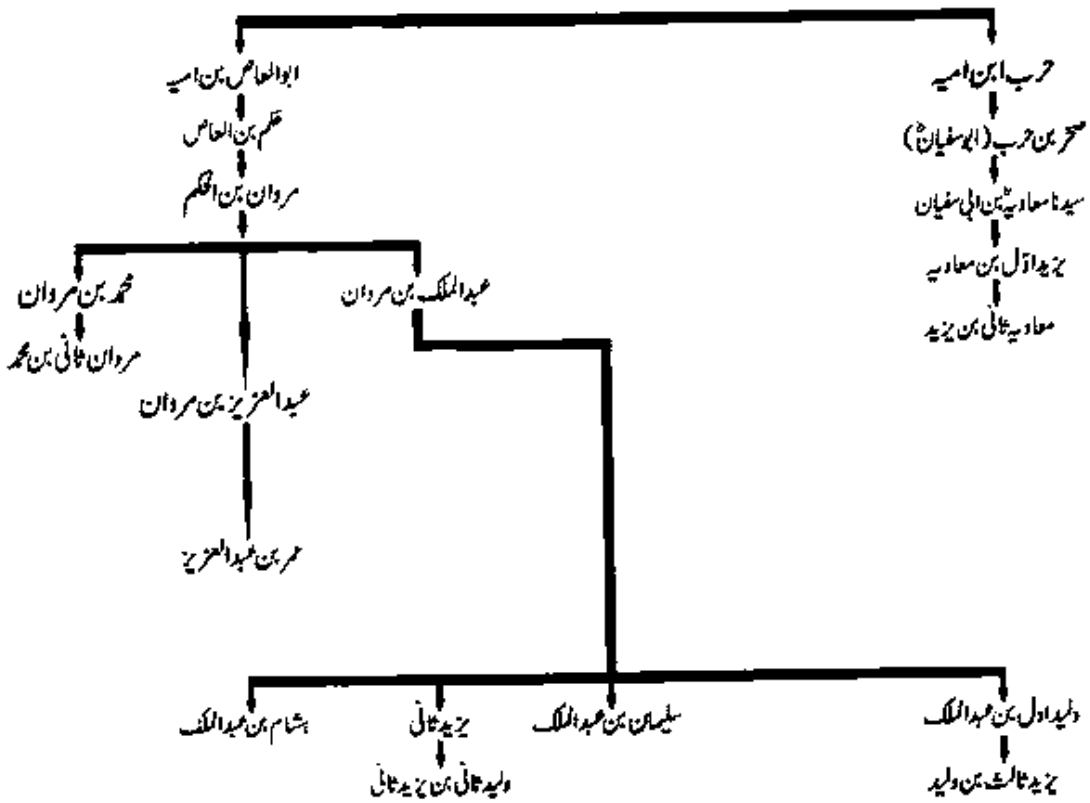 حرب ابن امیہ
ابوالعاص بن امیہ
صخر بن حرب (ابوسفیانؓ)
حکم بن العاص
سیدنا معاویہؓ بن ابی سفیان
مروان بن الحکم
یزید اول بن معاویہ
معاویہ ثانی بن یزید
عبدالملک بن مروان
محمد بن مروان
مروان ثانی بن محمد
عبدالعزیز بن مروان
عمر بن عبدالعزیز
ولید اول بن عبدالملک
سلیمان بن عبدالملک
یزید ثانی
ہشام بن عبدالملک
یزید ثالث بن ولید
ولید ثانی بن یزید ثانی